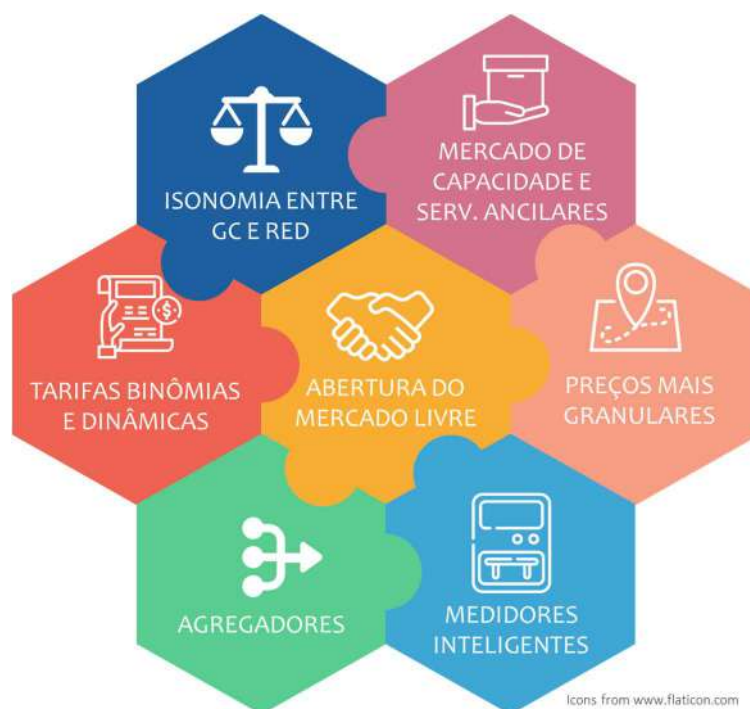 ISONOMIA ENTRE
GC E RED
MERCADO DE
CAPACIDADE E
SERV. ANCILARES
TARIFAS BINÔMIAS
E DINÂMICAS
ABERTURA DO
MERCADO LIVRE
PREÇOS MAIS
GRANULARES
AGREGADORES
MEDIDORES
INTELIGENTES
Icons from www.flaticon.com